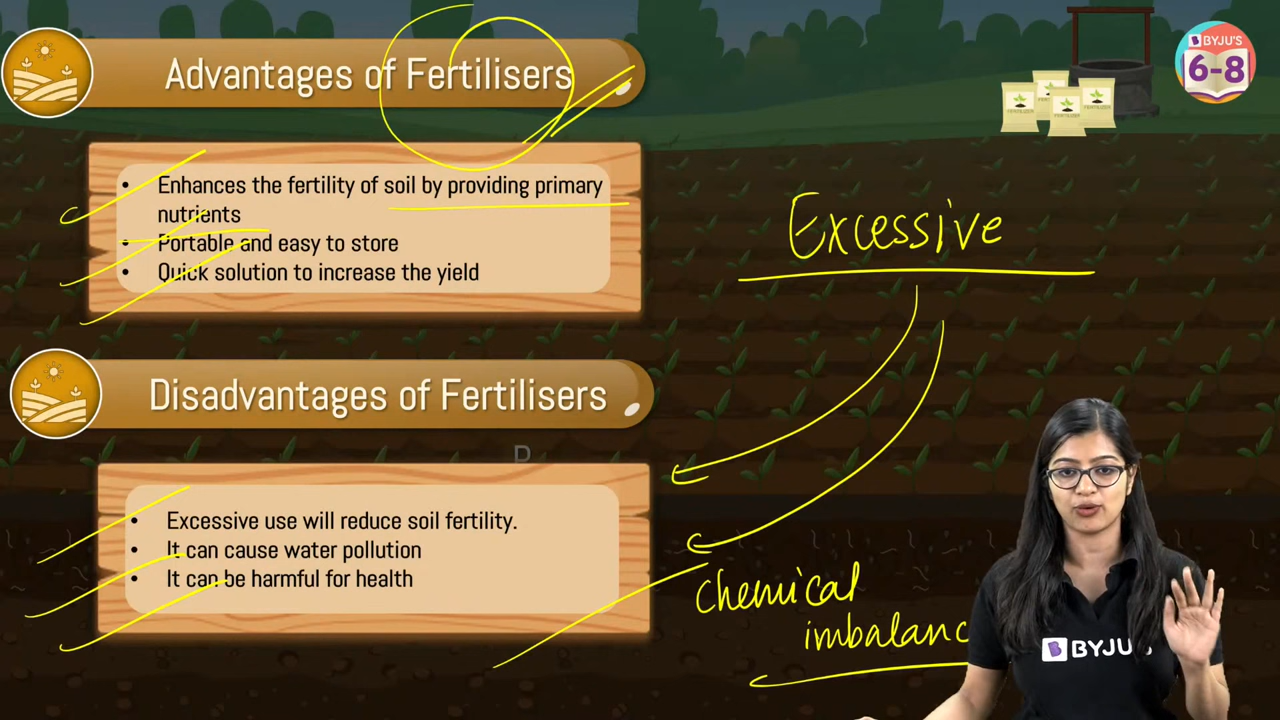 Advantages of Fertilisers
• Enhances the fertility of soil by providing primary
nutrients
• Portable and easy to store
• Quick solution to increase the yield
Disadvantages of Fertilisers
• Excessive use will reduce soil fertility.
• It can cause water pollution
• It can be harmful for health
Excessive
chemical
imbalanc
BYJU'S
6-8
BYJU'S